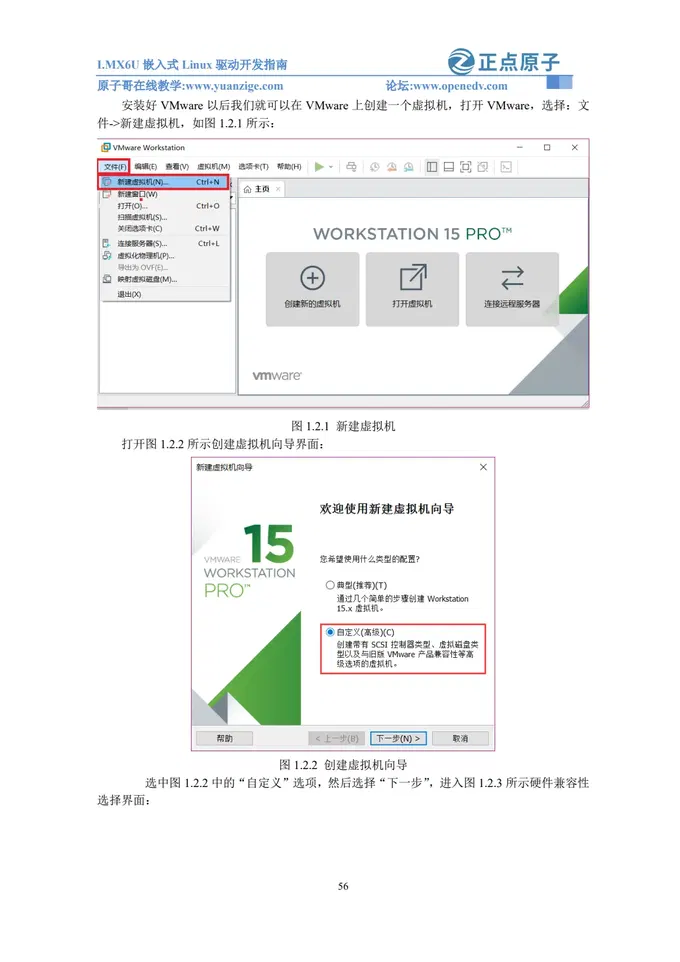 I.MX6U 嵌入式 Linux 驱动开发指南
正点原子
原子哥在线教学:www.yuanzige.com 论坛:www.openedv.com
安装好 VMware 以后我们就可以在 VMware 上创建一个虚拟机，打开 VMware，选择：文
件->新建虚拟机，如图 1.2.1 所示：
VMware Workstation
文件(F) 编辑(E) 查看(V) 虚拟机(M) 选项卡(T) 帮助(H)
新建虚拟机(N)... Ctrl+N
新建窗口(W)
打开(O)... Ctrl+O
扫描虚拟机(S)...
关闭选项卡(C) Ctrl+W
连接服务器(S)... Ctrl+L
虚拟化物理机(P)...
导出为 OVF(E)...
映射虚拟磁盘(M)...
退出(X)
主页
WORKSTATION 15 PRO™
创建新的虚拟机 打开虚拟机 连接远程服务器
vmware
图 1.2.1 新建虚拟机
打开图 1.2.2 所示创建虚拟机向导界面：
新建虚拟机向导
15
VMWARE
WORKSTATION
PRO™
欢迎使用新建虚拟机向导
您希望使用什么类型的配置?
典型(推荐)(T)
通过几个简单的步骤创建 Workstation
15.x 虚拟机。
自定义(高级)(C)
创建带有 SCSI 控制器类型、虚拟磁盘类
型以及与旧版 VMware 产品兼容性等高
级选项的虚拟机。
帮助 < 上一步(B) 下一步(N) > 取消
图 1.2.2 创建虚拟机向导
选中图 1.2.2 中的“自定义”选项，然后选择“下一步”，进入图 1.2.3 所示硬件兼容性
选择界面：
56